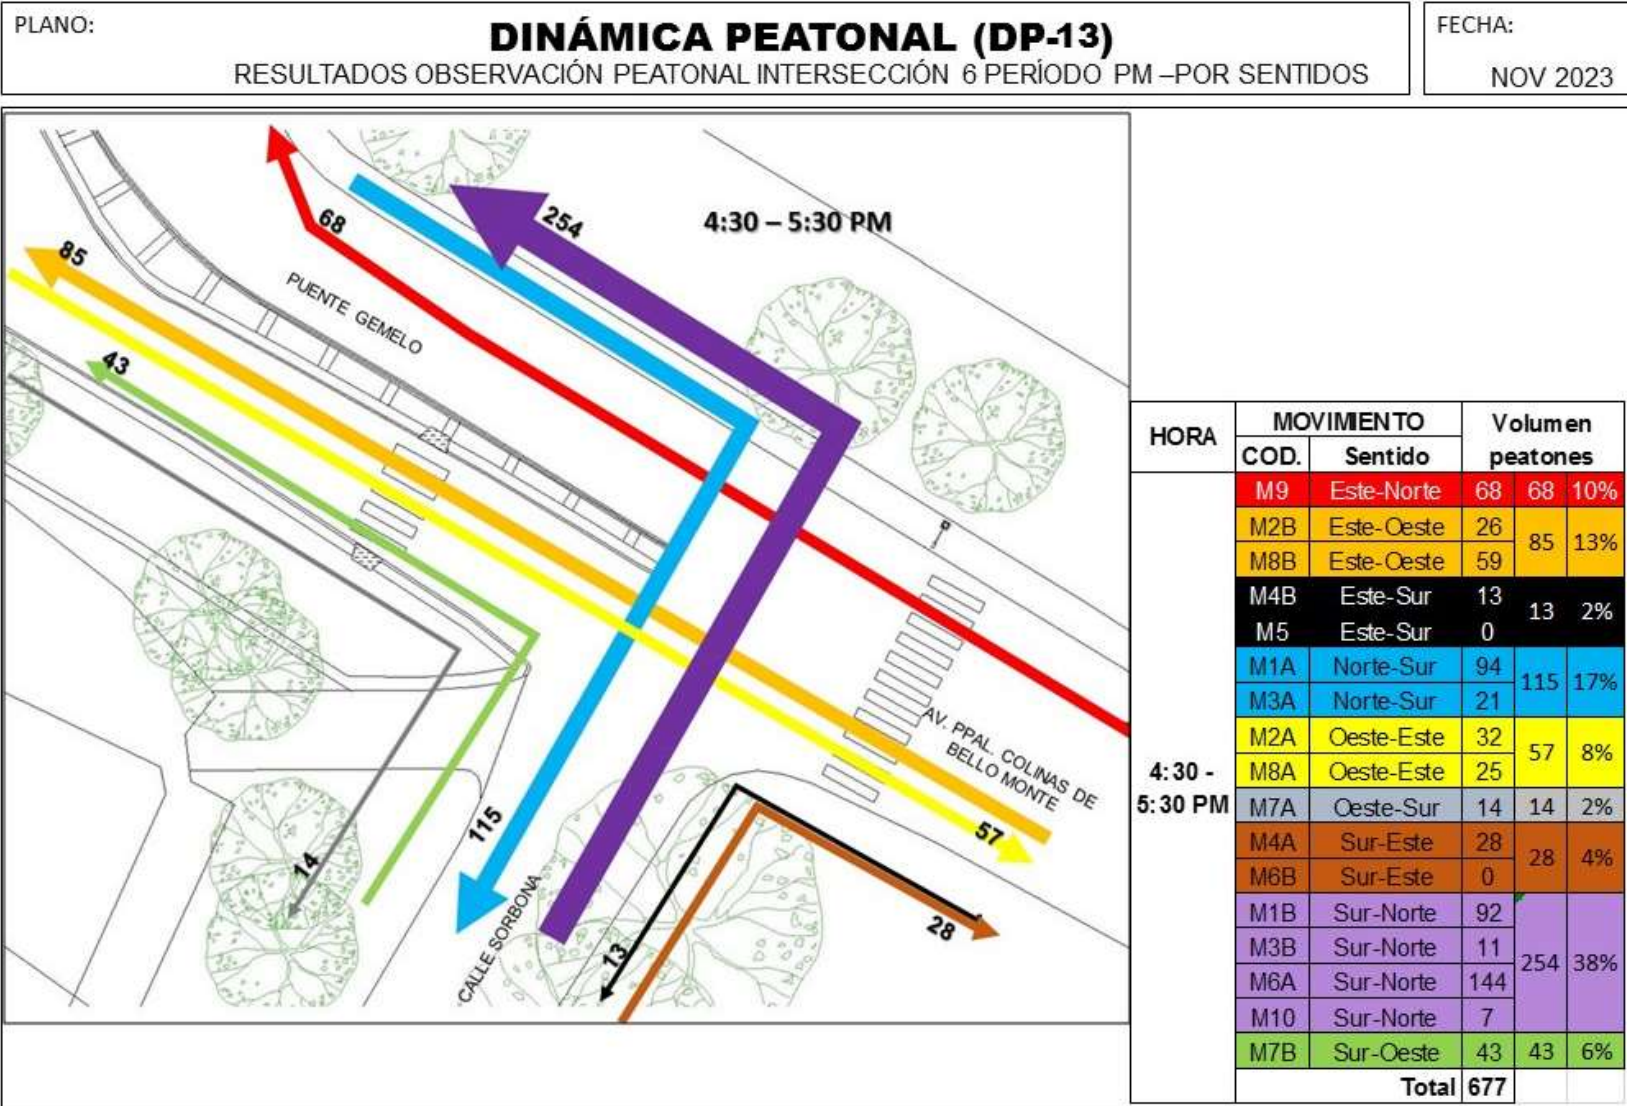 PLANO:
DINÁMICA PEATONAL (DP-13)
RESULTADOS OBSERVACIÓN PEATONAL INTERSECCIÓN 6 PERÍODO PM –POR SENTIDOS
FECHA:
NOV 2023
4:30 – 5:30 PM
254
68
85
PUENTE GEMELO
43
AV. PPAL. COLINAS DE
BELLO MONTE
57
115
14
CALLE SORBONA
13
28
HORA MOVIMIENTO Volumen peatones
COD. Sentido
4:30 -
5:30 PM
M9 Este-Norte 68 68 10%
M2B Este-Oeste 26 85 13%
M8B Este-Oeste 59
M4B Este-Sur 13 13 2%
M5 Este-Sur 0
M1A Norte-Sur 94 115 17%
M3A Norte-Sur 21
M2A Oeste-Este 32 57 8%
M8A Oeste-Este 25
M7A Oeste-Sur 14 14 2%
M4A Sur-Este 28 28 4%
M6B Sur-Este 0
M1B Sur-Norte 92 254 38%
M3B Sur-Norte 11
M6A Sur-Norte 144
M10 Sur-Norte 7
M7B Sur-Oeste 43 43 6%
Total 677